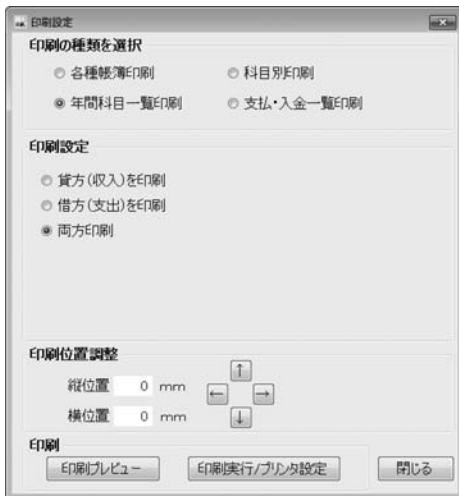 印刷設定
印刷の種類を選択
各種帳簿印刷 科目別印刷
年間科目一覧印刷 支払・入金一覧印刷
印刷設定
貸方(収入)を印刷
借方(支出)を印刷
両方印刷
印刷位置調整
縦位置 0 mm
横位置 0 mm
↑
← →
↓
印刷
印刷プレビュー 印刷実行/プリンタ設定 閉じる